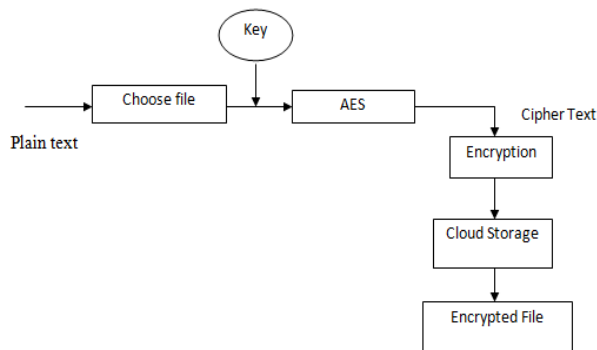 Key
Choose file
AES
Plain text
Cipher Text
Encryption
Cloud Storage
Encrypted File